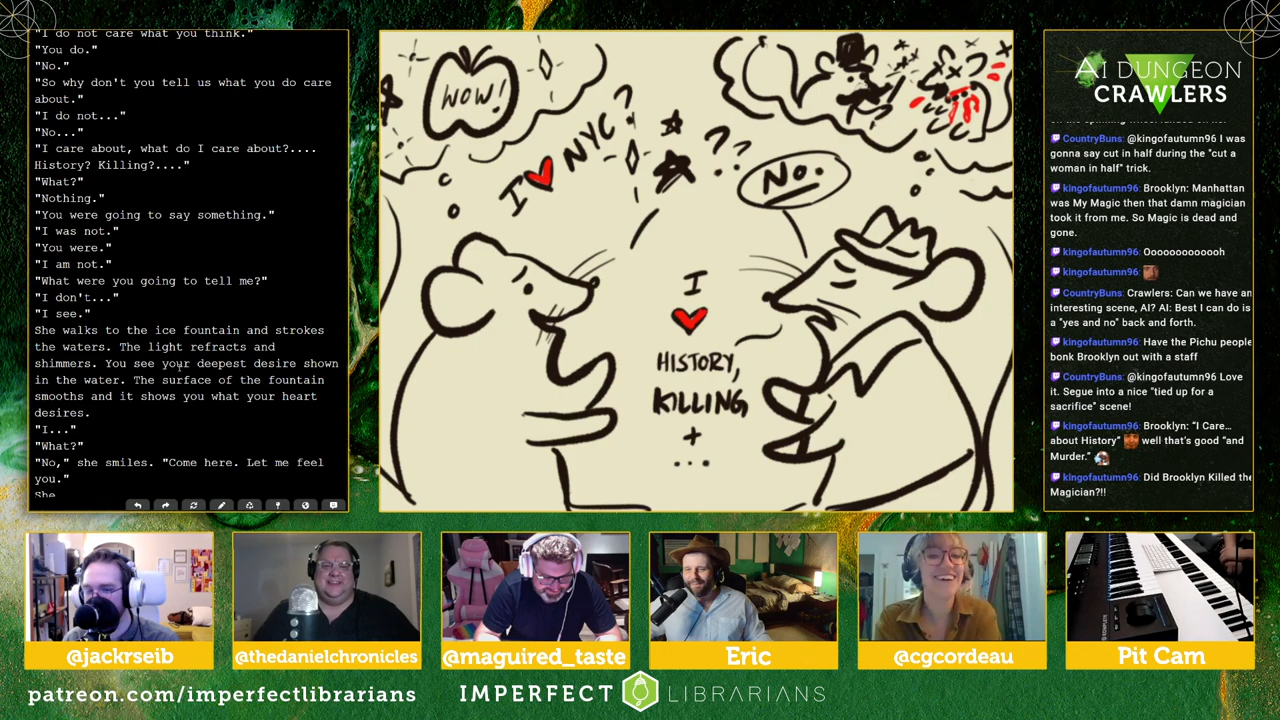 "I do not care what you think."
"You do."
"No."
"So why don't you tell us what you do care
about."
"I do not..."
"No..."
"I care about, what do I care about?....
History? Killing?...."
"What?"
"Nothing."
"You were going to say something."
"I was not."
"You were."
"I am not."
"What were you going to tell me?"
"I don't..."
"I see."
She walks to the ice fountain and strokes
the waters. The light refracts and
shimmers. You see your deepest desire shown
in the water. The surface of the fountain
smooths and it shows you what your heart
desires.
"I..."
"What?"
"No," she smiles. "Come here. Let me feel
you."
She
WOW!
I ♥ NYC ?
??
No.
I
♥
HISTORY,
KILLING,
+
...
AI DUNGEON
CRAWLERS
CountryBuns: @kingofautumn96 I was
gonna say cut in half during the "cut a
woman in half" trick.
kingofautumn96: Brooklyn: Manhattan
was My Magic then that damn magician
took it from me. So Magic is dead and
gone.
kingofautumn96: Oooooooooooooh
kingofautumn96:
CountryBuns: Crawlers: Can we have an
interesting scene, AI? AI: Best I can do is
a "yes and no" back and forth.
kingofautumn96: Have the Pichu people
bonk Brooklyn out with a staff
CountryBuns: @kingofautumn96 Love
it. Segue into a nice "tied up for a
sacrifice" scene!
kingofautumn96: Brooklyn: “I Care…
about History” well that’s good “and
Murder.”
kingofautumn96: Did Brooklyn Killed the
Magician?!!
@jackrseib
@thedanielchronicles
@maguired_taste
Eric
@cgcordeau
Pit Cam
patreon.com/imperfectlibrarians
IMPERFECT LIBRARIANS